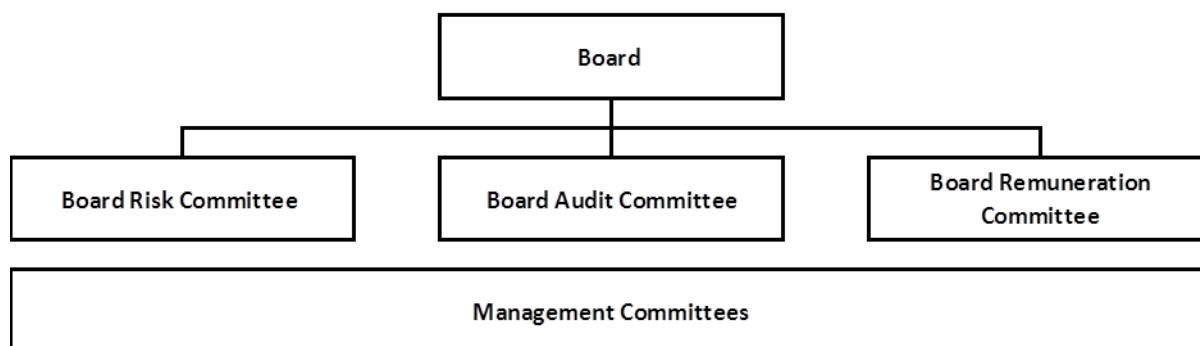 Board
Board Risk Committee
Board Audit Committee
Board Remuneration
Committee
Management Committees